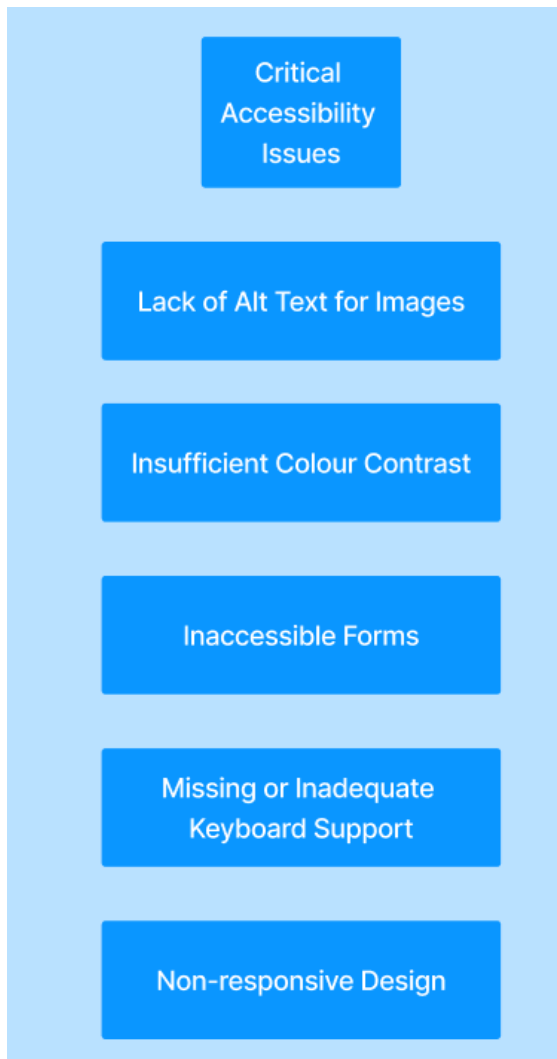 Critical
Accessibility
Issues
Lack of Alt Text for Images
Insufficient Colour Contrast
Inaccessible Forms
Missing or Inadequate
Keyboard Support
Non-responsive Design